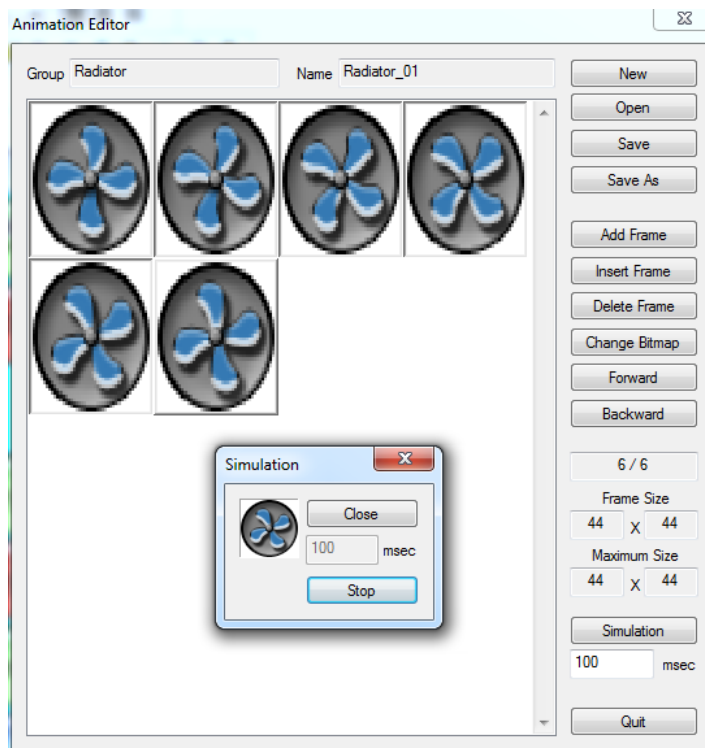 Animation Editor
Group Radiator Name Radiator_01
New
Open
Save
Save As
Add Frame
Insert Frame
Delete Frame
Change Bitmap
Forward
Backward
6 / 6
Frame Size
44 X 44
Maximum Size
44 X 44
Simulation
100 msec
Quit
Simulation
Close
100 msec
Stop